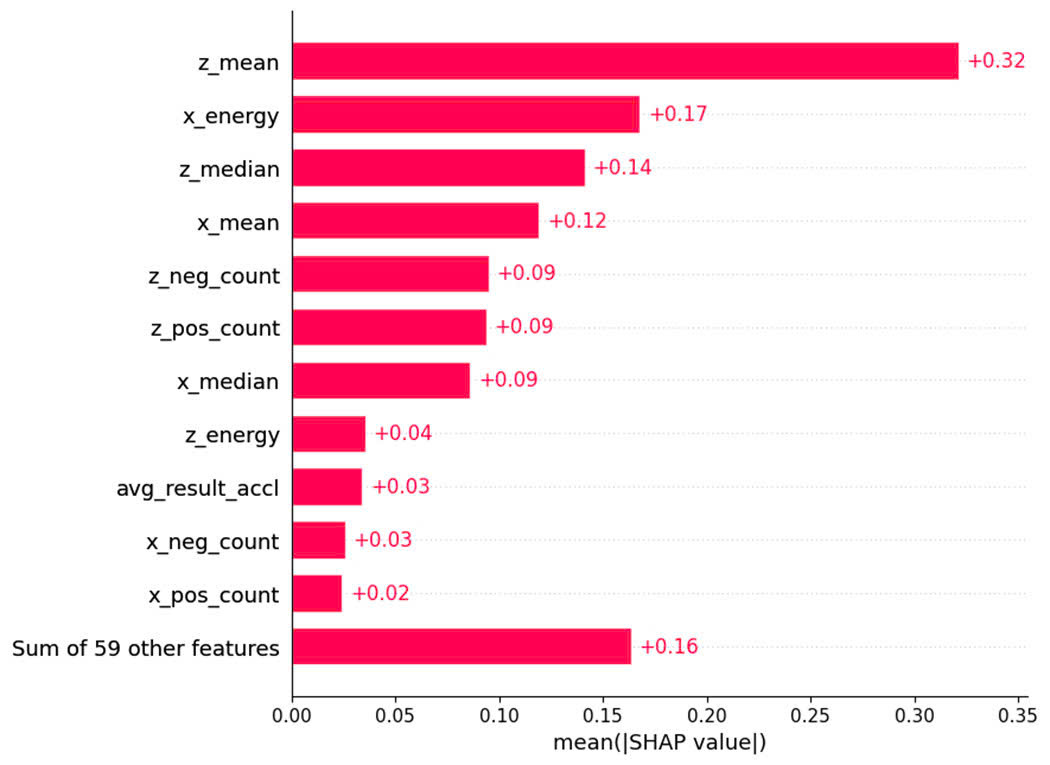 z_mean +0.32
x_energy +0.17
z_median +0.14
x_mean +0.12
z_neg_count +0.09
z_pos_count +0.09
x_median +0.09
z_energy +0.04
avg_result_accl +0.03
x_neg_count +0.03
x_pos_count +0.02
Sum of 59 other features +0.16
0.00 0.05 0.10 0.15 0.20 0.25 0.30 0.35
mean(|SHAP value|)